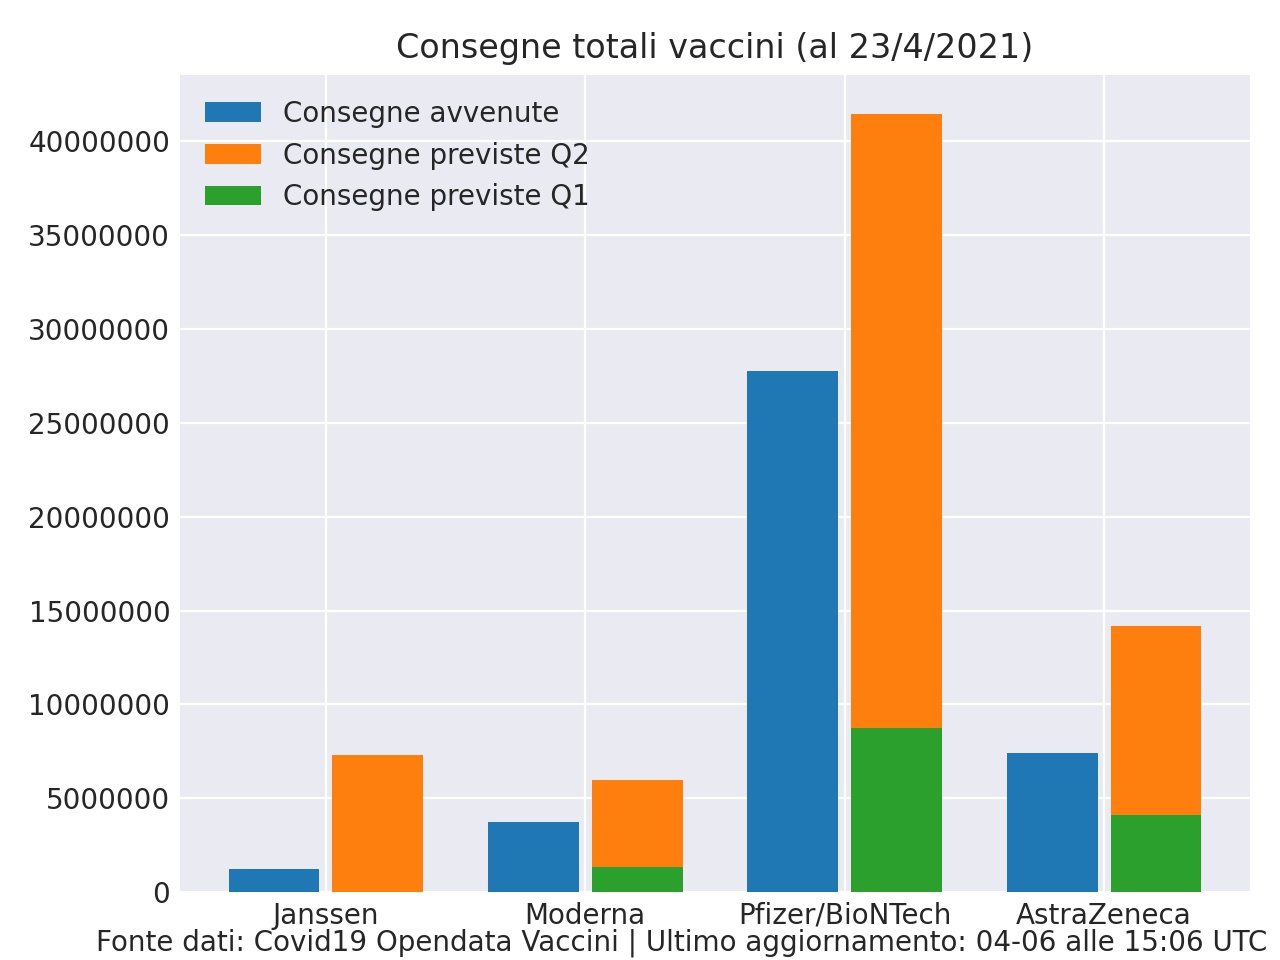 Consegne totali vaccini (al 23/4/2021)
Consegne avvenute
Consegne previste Q2
Consegne previste Q1
40000000
35000000
30000000
25000000
20000000
15000000
10000000
5000000
0
Janssen Moderna Pfizer/BioNTech AstraZeneca
Fonte dati: Covid19 Opendata Vaccini | Ultimo aggiornamento: 04-06 alle 15:06 UTC